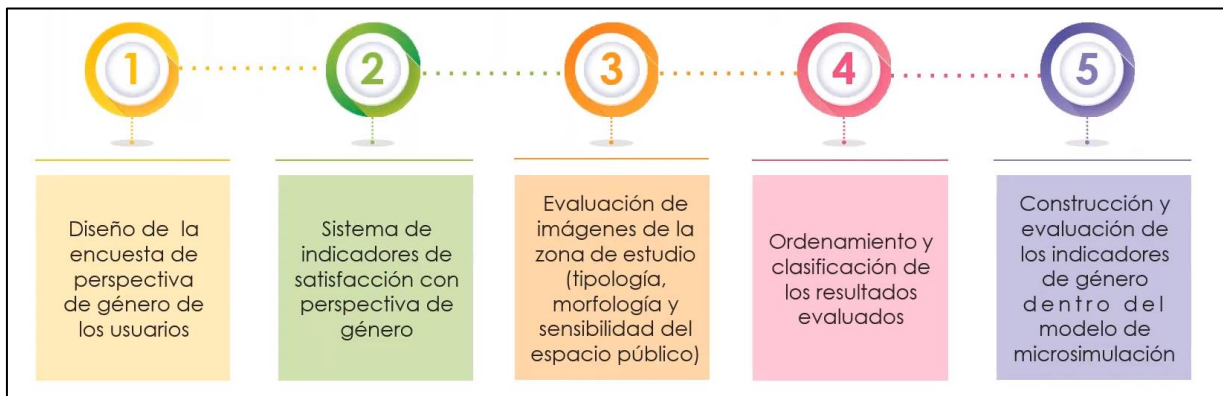 1
2
3
4
5
Diseño de la
encuesta de
perspectiva
de género de
los usuarios
Sistema de
indicadores de
satisfacción con
perspectiva de
género
Evaluación de
imágenes de la
zona de estudio
(tipología,
morfología y
sensibilidad del
espacio público)
Ordenamiento y
clasificación de
los resultados
evaluados
Construcción y
evaluación de
los indicadores
de género
dentro del
modelo de
microsimulación